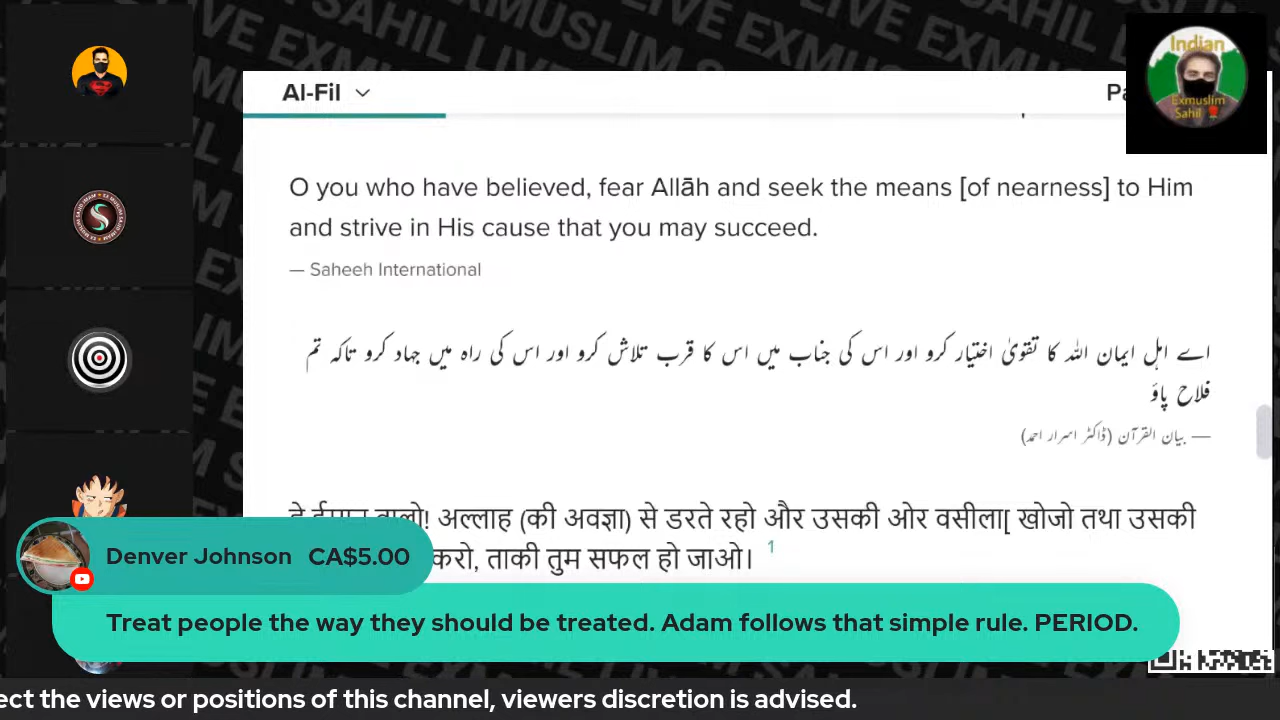 Al-Fil
Pa
Indian
Exmuslim
Sahil
O you who have believed, fear Allāh and seek the means [of nearness] to Him
and strive in His cause that you may succeed.
— Saheeh International
اے اہل ایمان اللہ کا تقویٰ اختیار کرو اور اس کی جناب میں اس کا قرب تلاش کرو اور اس کی راہ میں جہاد کرو تاکہ تم
فلاح پاؤ
— بیان القرآن (ڈاکٹر اسرار احمد)
हे ईमान वालो! अल्लाह (की अवज्ञा) से डरते रहो और उसकी ओर वसीला[ खोजो तथा उसकी
करो, ताकी तुम सफल हो जाओ। 1
Denver Johnson CA$5.00
Treat people the way they should be treated. Adam follows that simple rule. PERIOD.
ect the views or positions of this channel, viewers discretion is advised.